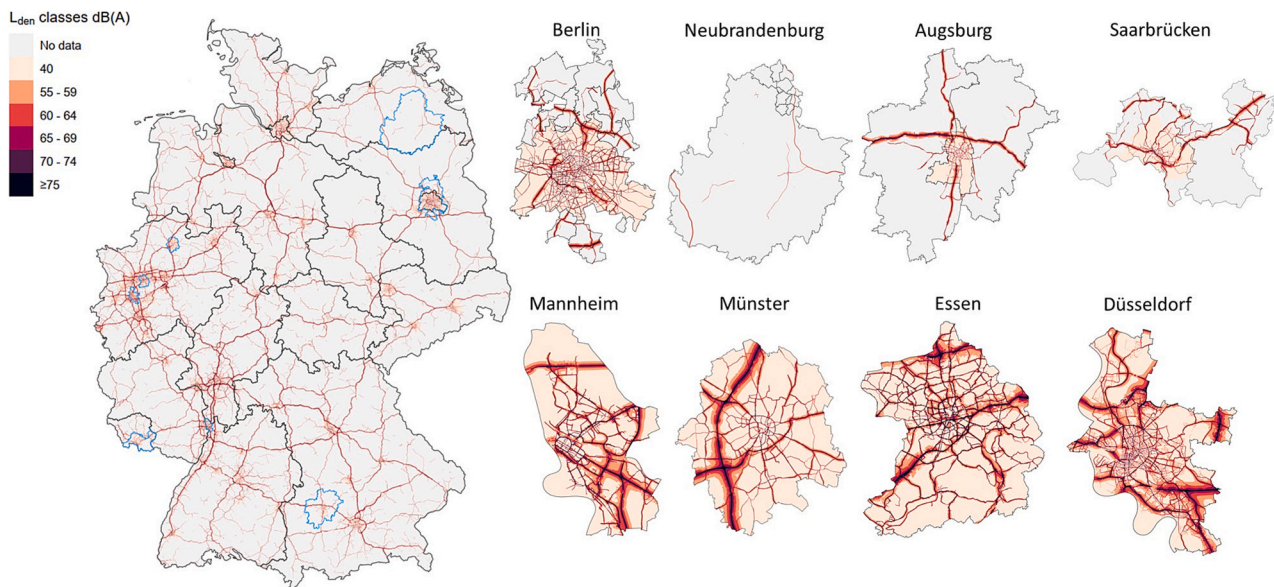 Lden classes dB(A)
No data
40
55 - 59
60 - 64
65 - 69
70 - 74
≥75
Berlin
Neubrandenburg
Augsburg
Saarbrücken
Mannheim
Münster
Essen
Düsseldorf